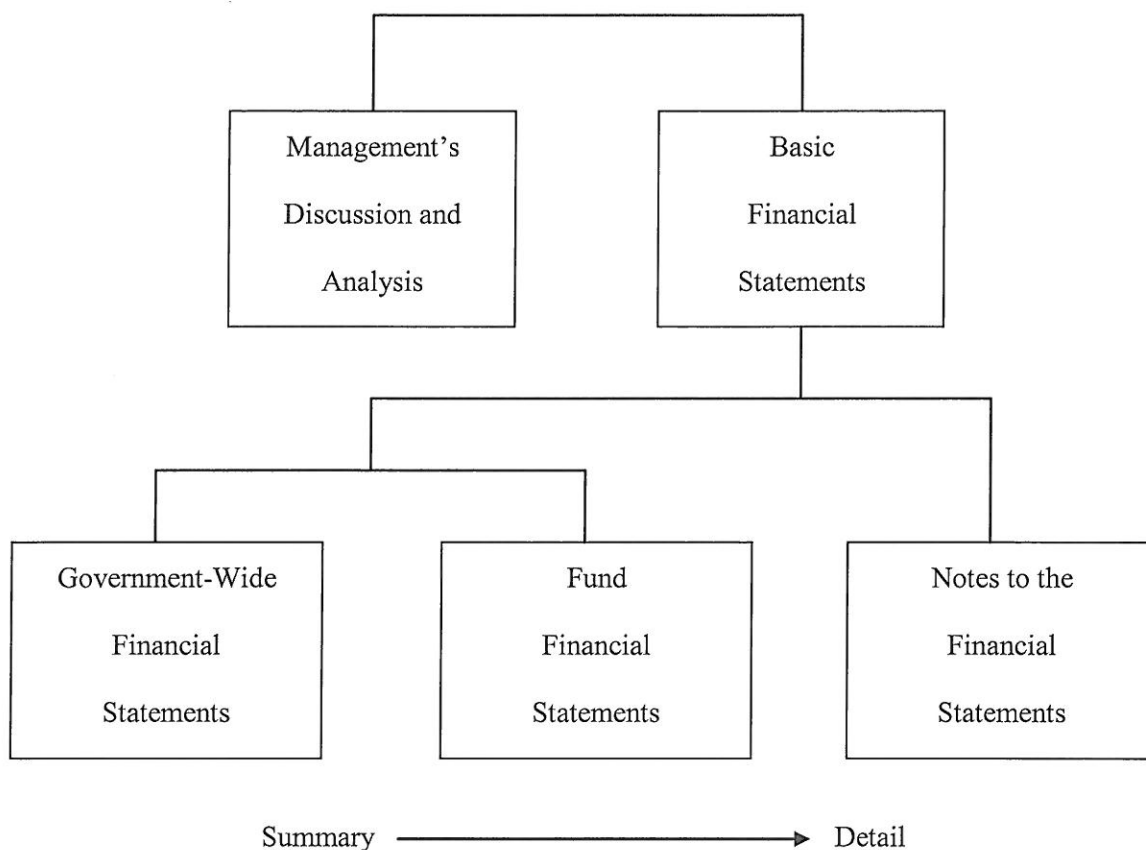 Management's
Discussion and
Analysis
Basic
Financial
Statements
Government-Wide
Financial
Statements
Fund
Financial
Statements
Notes to the
Financial
Statements
Summary
Detail